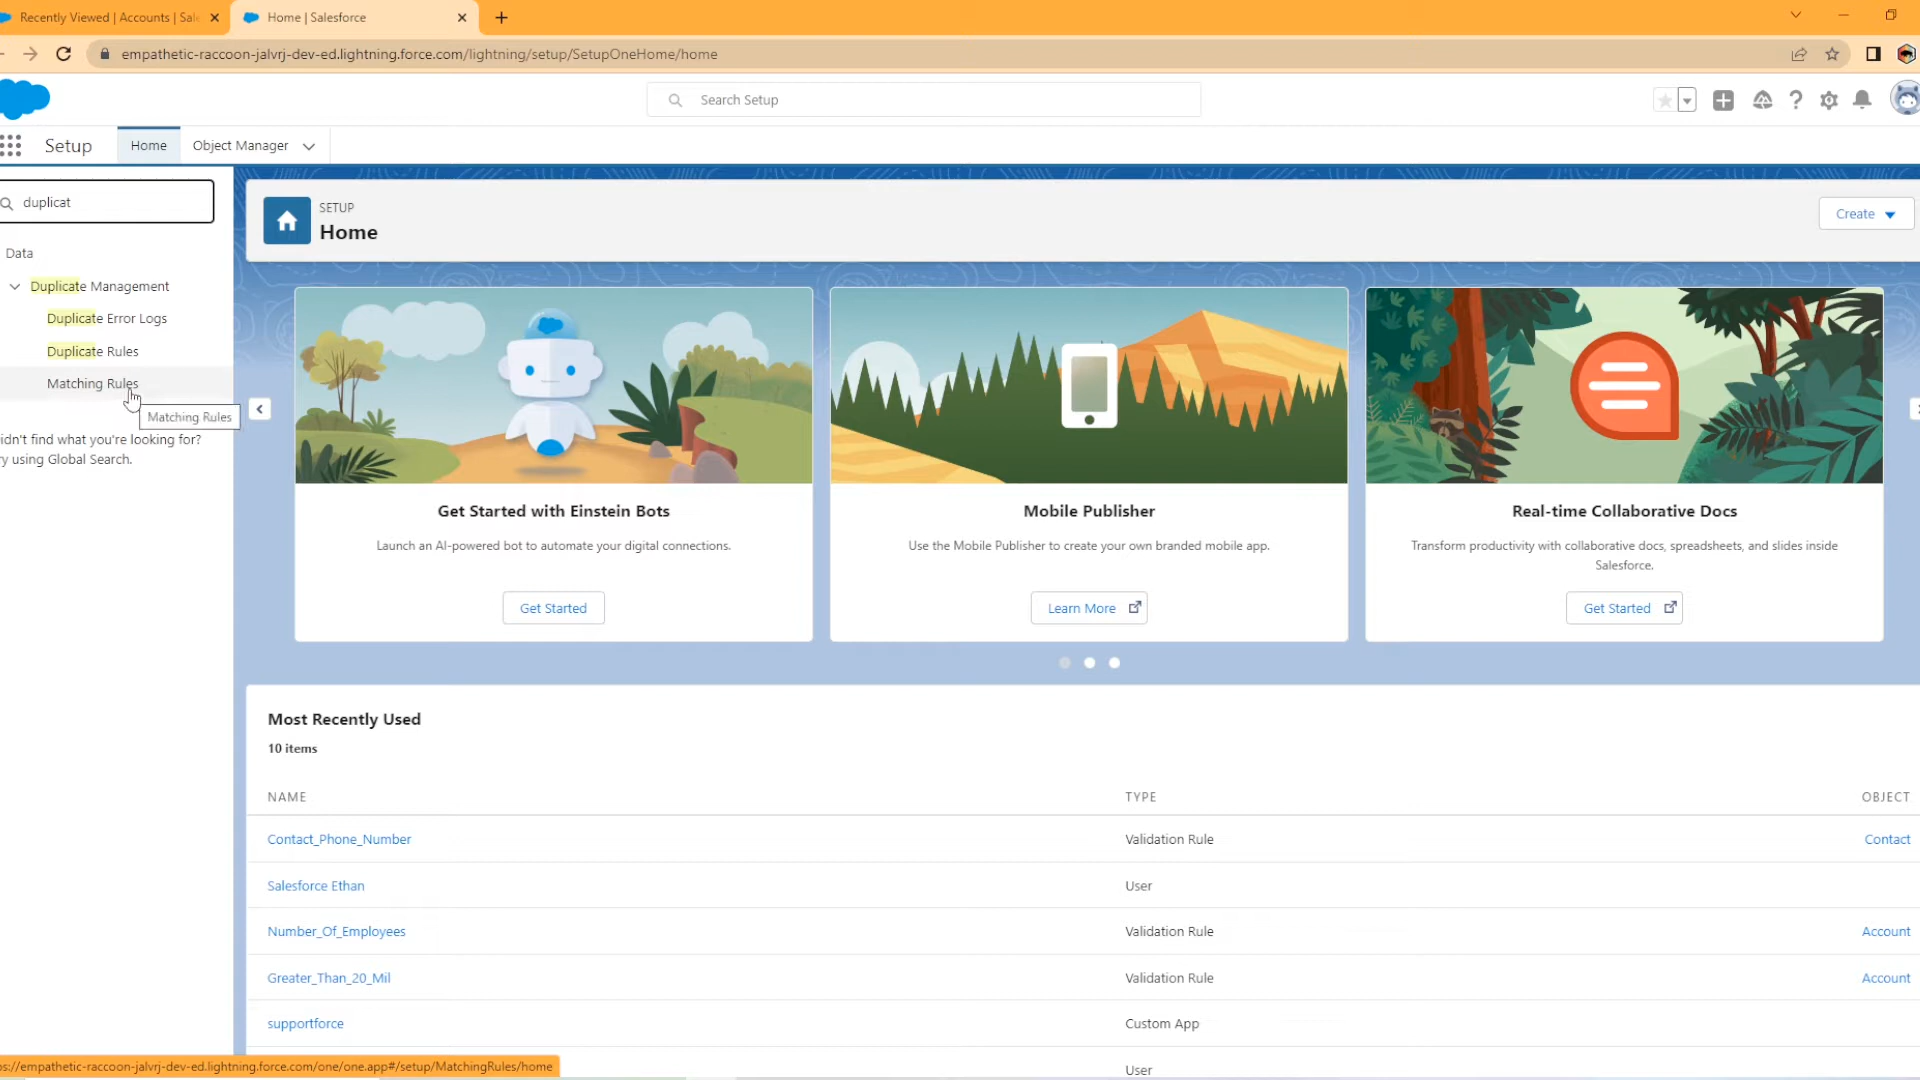 Recently Viewed | Accounts | Sal
Home | Salesforce
empathetic-raccoon-jalvrj-dev-ed.lightning.force.com/lightning/setup/SetupOneHome/home
Search Setup
Setup
Home
Object Manager
duplicat
SETUP
Home
Create
Data
Duplicate Management
Duplicate Error Logs
Duplicate Rules
Matching Rules
Matching Rules
idn't find what you're looking for?
ry using Global Search.
Get Started with Einstein Bots
Launch an AI-powered bot to automate your digital connections.
Get Started
Mobile Publisher
Use the Mobile Publisher to create your own branded mobile app.
Learn More
Real-time Collaborative Docs
Transform productivity with collaborative docs, spreadsheets, and slides inside
Salesforce.
Get Started
Most Recently Used
10 items
NAME TYPE OBJECT
Contact_Phone_Number Validation Rule Contact
Salesforce Ethan User
Number_Of_Employees Validation Rule Account
Greater_Than_20_Mil Validation Rule Account
supportforce Custom App
User
ps://empathetic-raccoon-jalvrj-dev-ed.lightning.force.com/one/one.app#/setup/MatchingRules/home